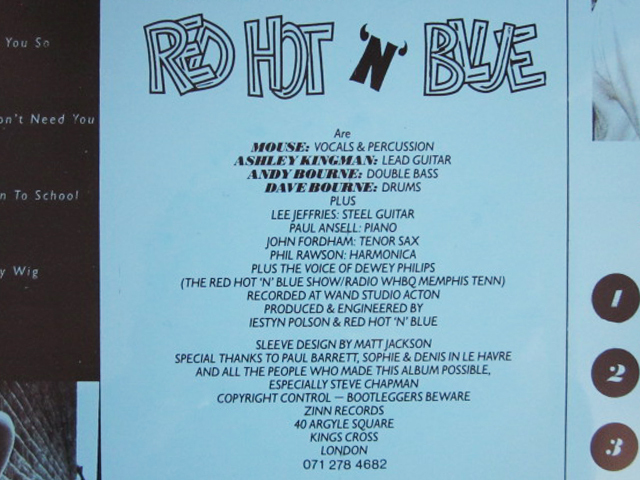 RED HOT 'N' BLUE
Are
MOUSE: VOCALS & PERCUSSION
ASHLEY KINGMAN: LEAD GUITAR
ANDY BOURNE: DOUBLE BASS
DAVE BOURNE: DRUMS
PLUS
LEE JEFFRIES: STEEL GUITAR
PAUL ANSELL: PIANO
JOHN FORDHAM: TENOR SAX
PHIL RAWSON: HARMONICA
PLUS THE VOICE OF DEWEY PHILIPS
(THE RED HOT 'N' BLUE SHOW/RADIO WHBQ MEMPHIS TENN)
RECORDED AT WAND STUDIO ACTON
PRODUCED & ENGINEERED BY
IESTYN POLSON & RED HOT 'N' BLUE
SLEEVE DESIGN BY MATT JACKSON
SPECIAL THANKS TO PAUL BARRETT, SOPHIE & DENIS IN LE HAVRE
AND ALL THE PEOPLE WHO MADE THIS ALBUM POSSIBLE,
ESPECIALLY STEVE CHAPMAN
COPYRIGHT CONTROL — BOOTLEGGERS BEWARE
ZINN RECORDS
40 ARGYLE SQUARE
KINGS CROSS
LONDON
071 278 4682
You So
on't Need You
n To School
y Wig
1
2
3